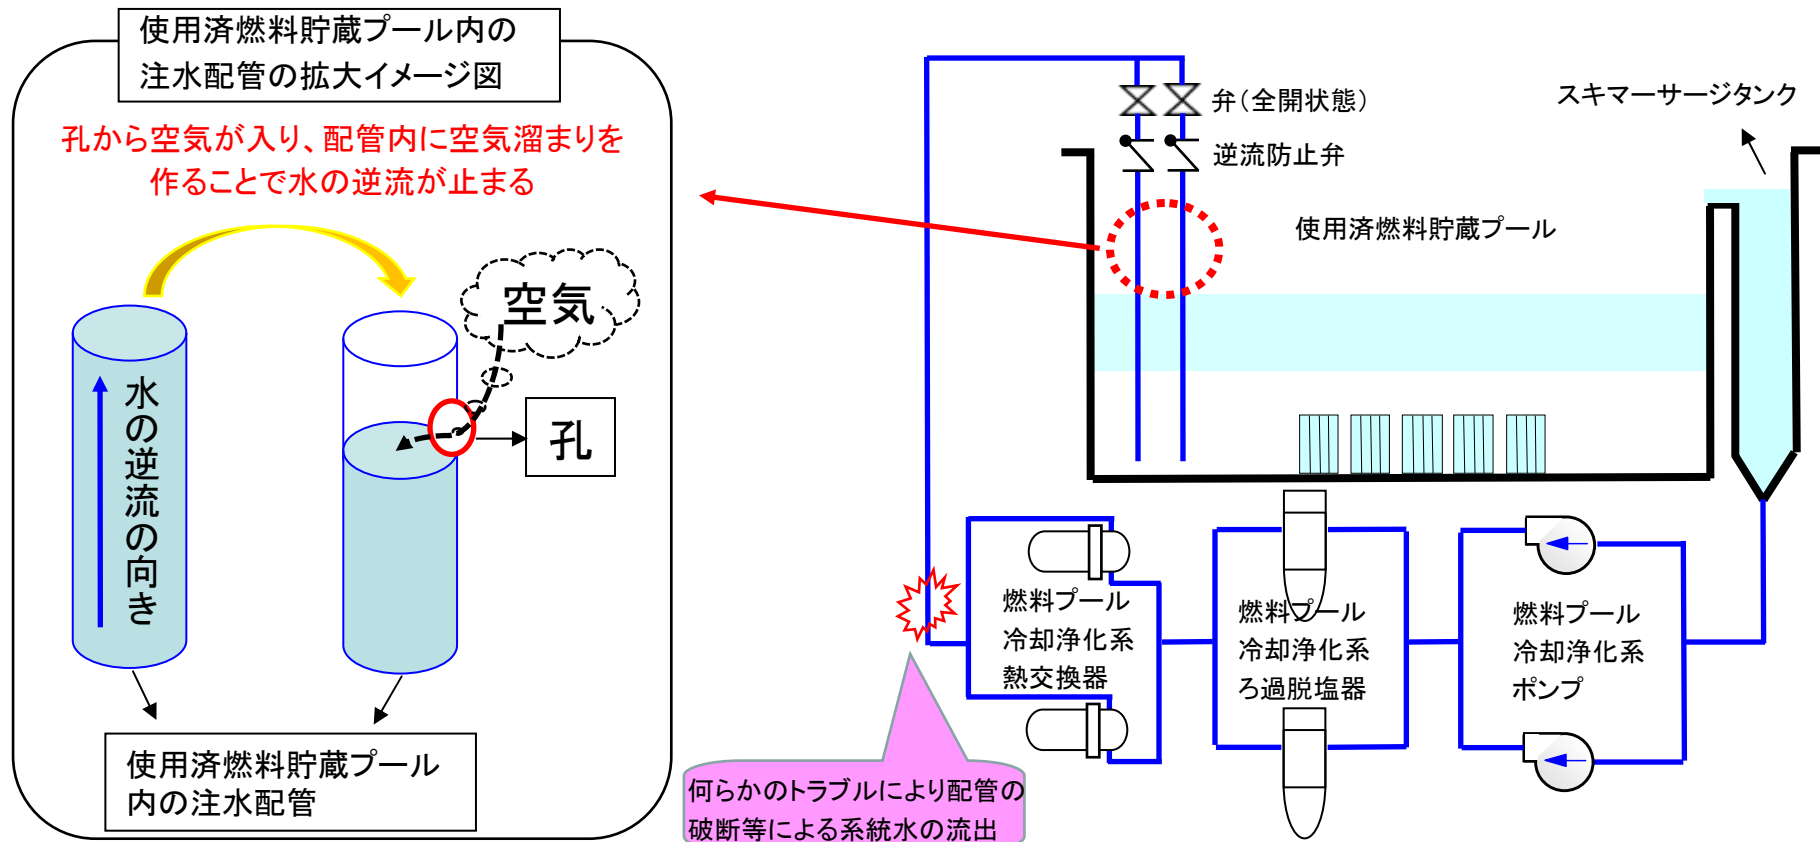 使用済燃料貯蔵プール内の
注水配管の拡大イメージ図
孔から空気が入り、配管内に空気溜まりを
作ることで水の逆流が止まる
空気
水の逆流の向き
孔
使用済燃料貯蔵プール
内の注水配管
弁（全開状態）
逆流防止弁
スキマーサージタンク
使用済燃料貯蔵プール
燃料プール
冷却浄化系
熱交換器
燃料プール
冷却浄化系
ろ過脱塩器
燃料プール
冷却浄化系
ポンプ
何らかのトラブルにより配管の
破断等による系統水の流出